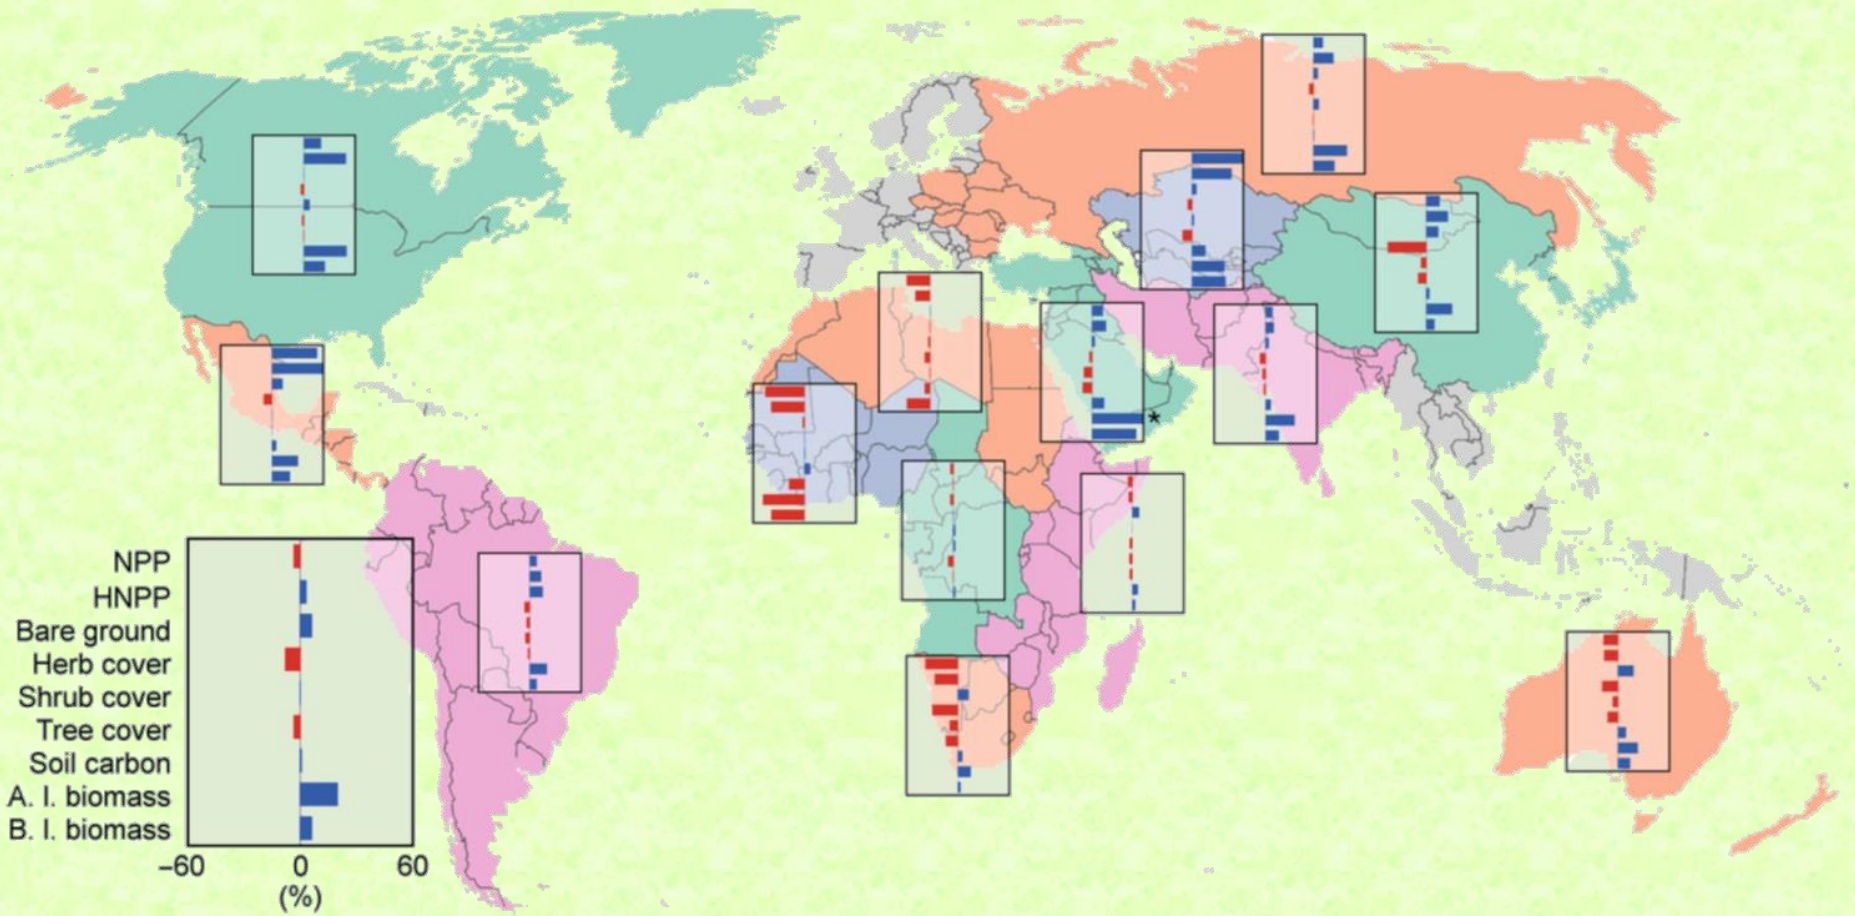 *
NPP
HNPP
Bare ground
Herb cover
Shrub cover
Tree cover
Soil carbon
A. I. biomass
B. I. biomass
−60 0 60
(%)